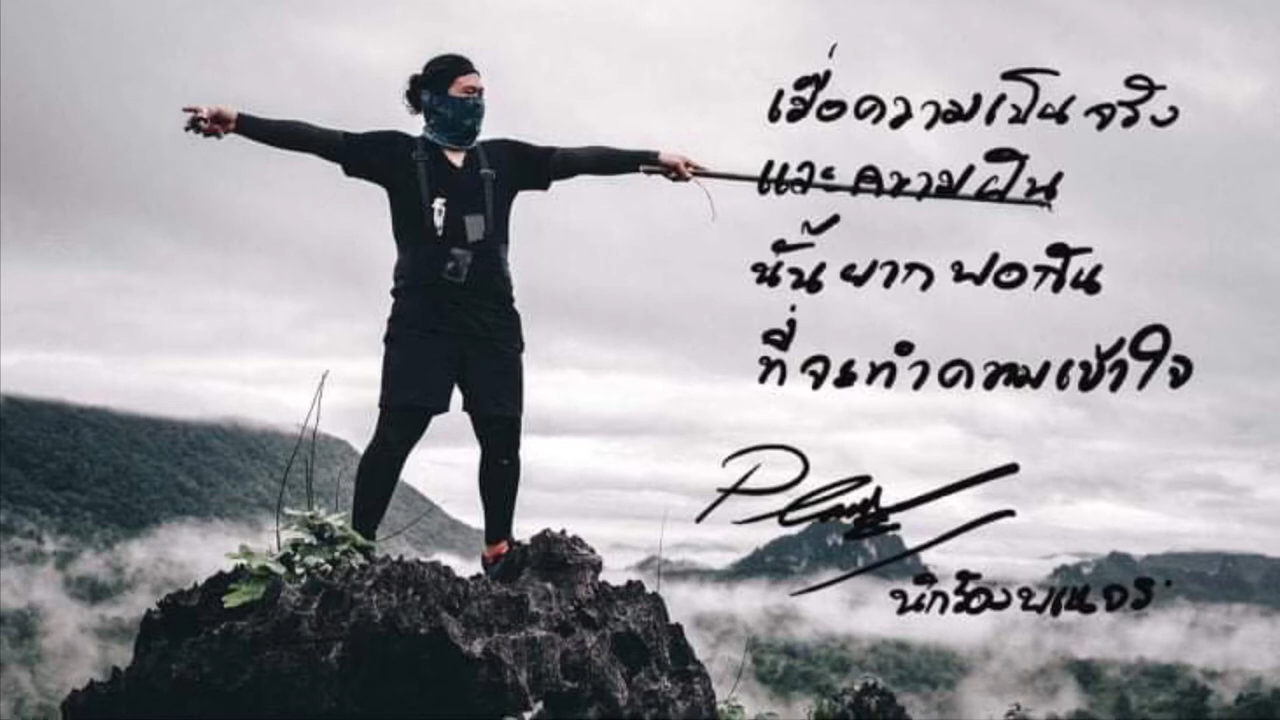 เมื่อความเป็นจริง
และความฝัน
นั้นยากพอกัน
ที่จะทำความเข้าใจ
นักร้องพเนจร